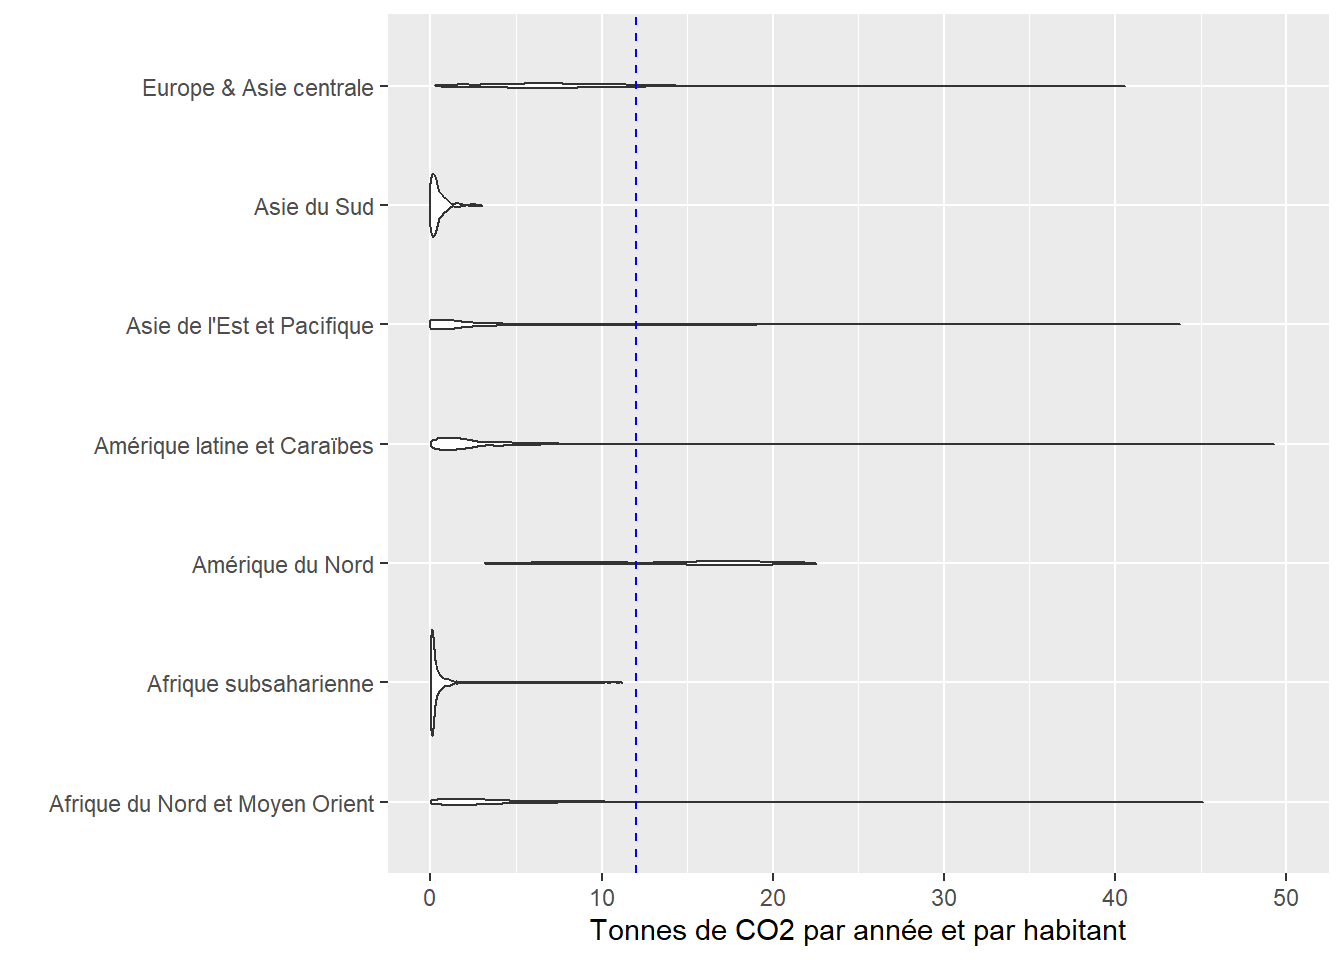 Europe & Asie centrale
Asie du Sud
Asie de l'Est et Pacifique
Amérique latine et Caraïbes
Amérique du Nord
Afrique subsaharienne
Afrique du Nord et Moyen Orient
0 10 20 30 40 50
Tonnes de CO2 par année et par habitant